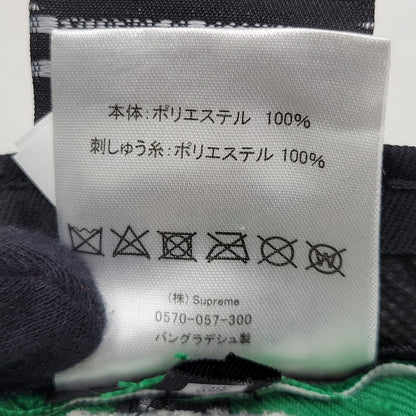 本体:ポリエステル 100%
刺しゅう糸:ポリエステル 100%
(株) Supreme
0570-057-300
バングラデシュ製